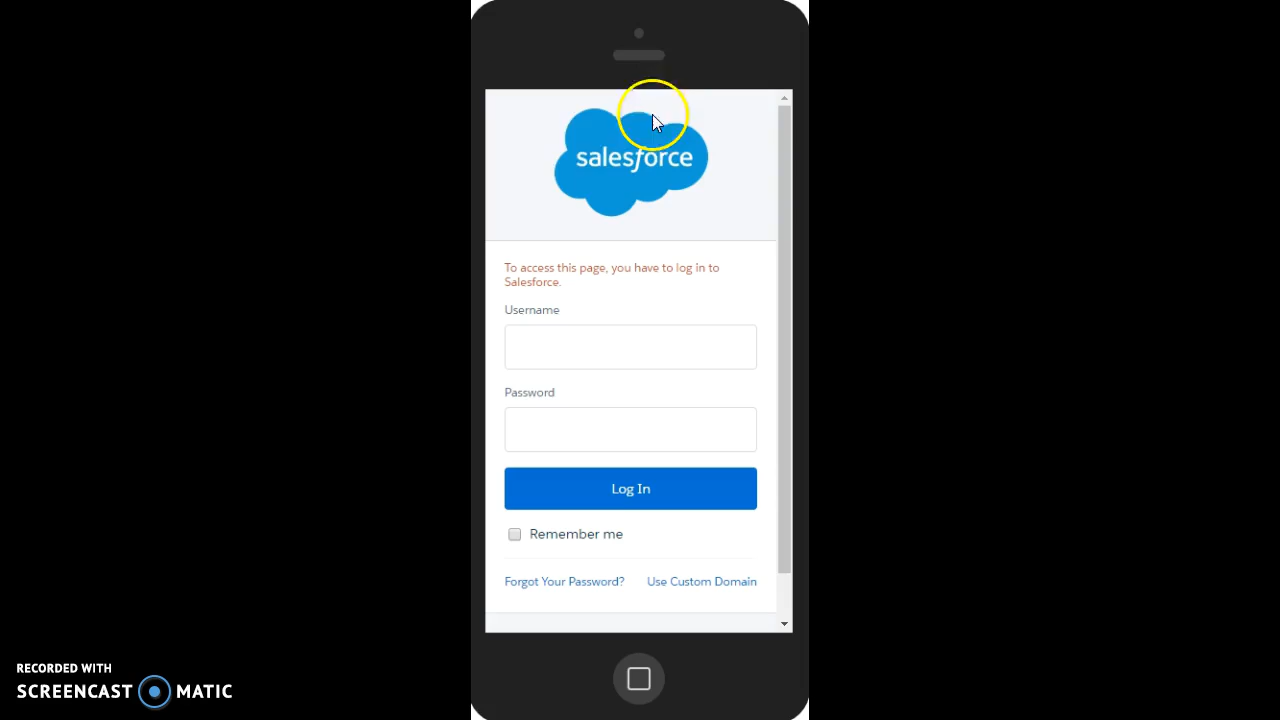 salesforce
To access this page, you have to log in to
Salesforce.
Username
Password
Log In
Remember me
Forgot Your Password? Use Custom Domain
RECORDED WITH
SCREENCAST MATIC